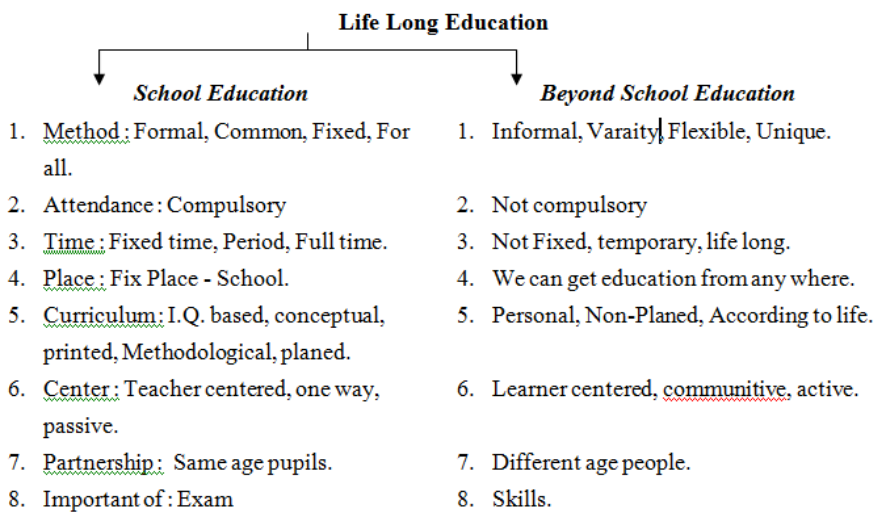 Life Long Education
School Education
1. Method : Formal, Common, Fixed, For
all.
2. Attendance : Compulsory
3. Time : Fixed time, Period, Full time.
4. Place : Fix Place - School.
5. Curriculum: I.Q. based, conceptual,
printed, Methodological, planed.
6. Center : Teacher centered, one way,
passive.
7. Partnership : Same age pupils.
8. Important of : Exam
Beyond School Education
1. Informal, Varaity, Flexible, Unique.
2. Not compulsory
3. Not Fixed, temporary, life long.
4. We can get education from any where.
5. Personal, Non-Planed, According to life.
6. Learner centered, communitive, active.
7. Different age people.
8. Skills.